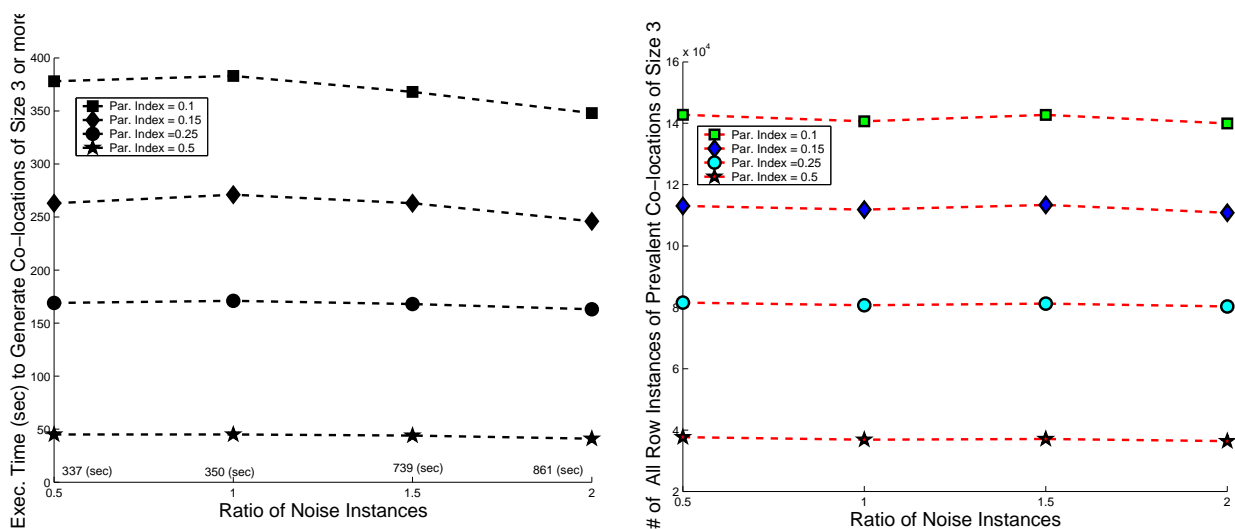 Exec. Time (sec) to Generate Co-locations of Size 3 or more
400
350
300
250
200
150
100
50
0
Par. Index = 0.1
Par. Index = 0.15
Par. Index =0.25
Par. Index = 0.5
337 (sec)
350 (sec)
739 (sec)
861 (sec)
0.5
1
1.5
2
Ratio of Noise Instances
# of All Row Instances of Prevalent Co-locations of Size 3
x 10^4
16
14
12
10
8
6
4
2
Par. Index = 0.1
Par. Index = 0.15
Par. Index =0.25
Par. Index = 0.5
0.5
1
1.5
2
Ratio of Noise Instances